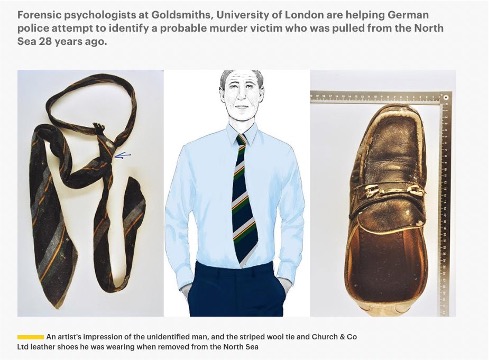 Forensic psychologists at Goldsmiths, University of London are helping German
police attempt to identify a probable murder victim who was pulled from the North
Sea 28 years ago.
An artist's impression of the unidentified man, and the striped wool tie and Church & Co
Ltd leather shoes he was wearing when removed from the North Sea